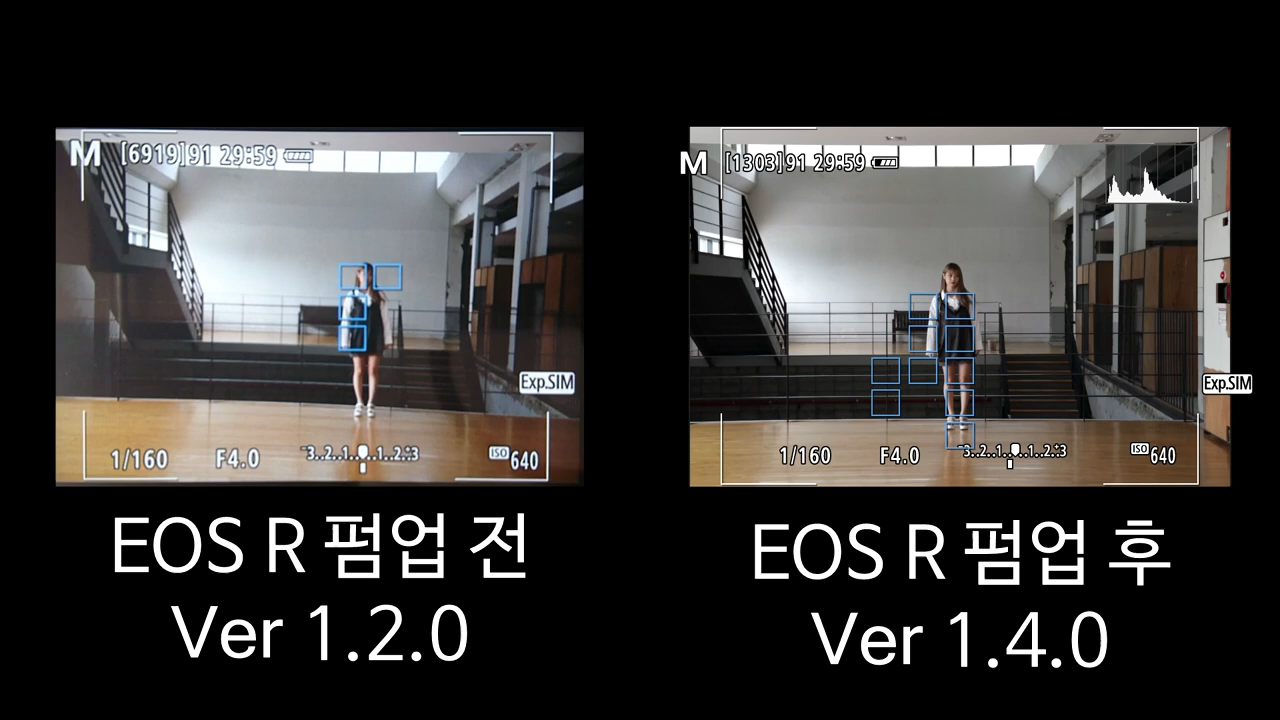 M [6919]91 29:59
Exp.SIM
1/160 F4.0 -3..2..1..0..1..2.:3 ISO 640
EOS R 펌업 전
Ver 1.2.0
M [1303]91 29:59
Exp.SIM
1/160 F4.0 -3..2..1..0..1..2.:3 ISO 640
EOS R 펌업 후
Ver 1.4.0